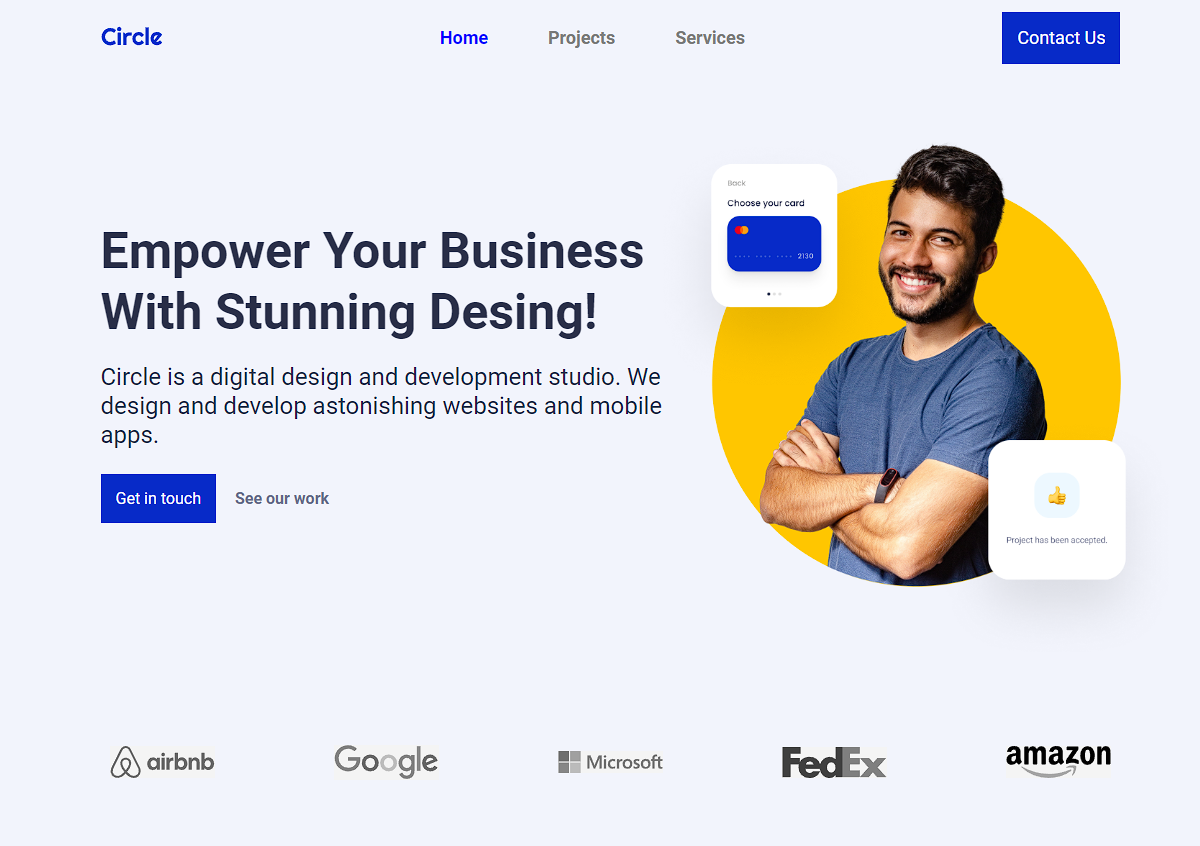 Circle
Home Projects Services
Contact Us
Back
Choose your card
2130
Empower Your Business
With Stunning Desing!
Circle is a digital design and development studio. We
design and develop astonishing websites and mobile
apps.
Get in touch See our work
Project has been accepted.
airbnb Google Microsoft FedEx amazon